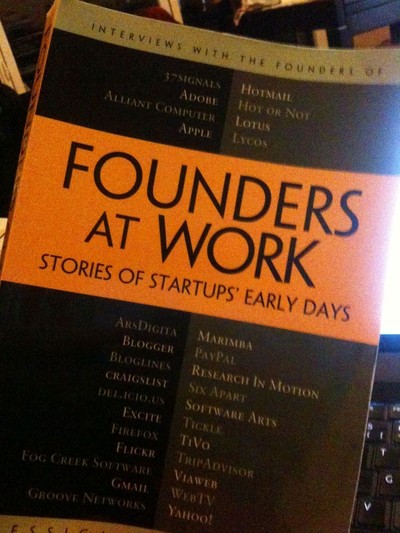 INTERVIEWS WITH THE FOUNDERS OF
37SIGNALS
ADOBE
ALLIANT COMPUTER
APPLE
HOTMAIL
HOT OR NOT
LOTUS
LYCOS
FOUNDERS
AT WORK
STORIES OF STARTUPS' EARLY DAYS
ARSDIGITA
BLOGGER
BLOGLINES
CRAIGSLIST
DEL.ICIO.US
EXCITE
FIREFOX
FLICKR
FOG CREEK SOFTWARE
GMAIL
GROOVE NETWORKS
MARIMBA
PAYPAL
RESEARCH IN MOTION
SIX APART
SOFTWARE ARTS
TICKLE
TIVO
TRIPADVISOR
VIAWEB
WEBTV
YAHOO!